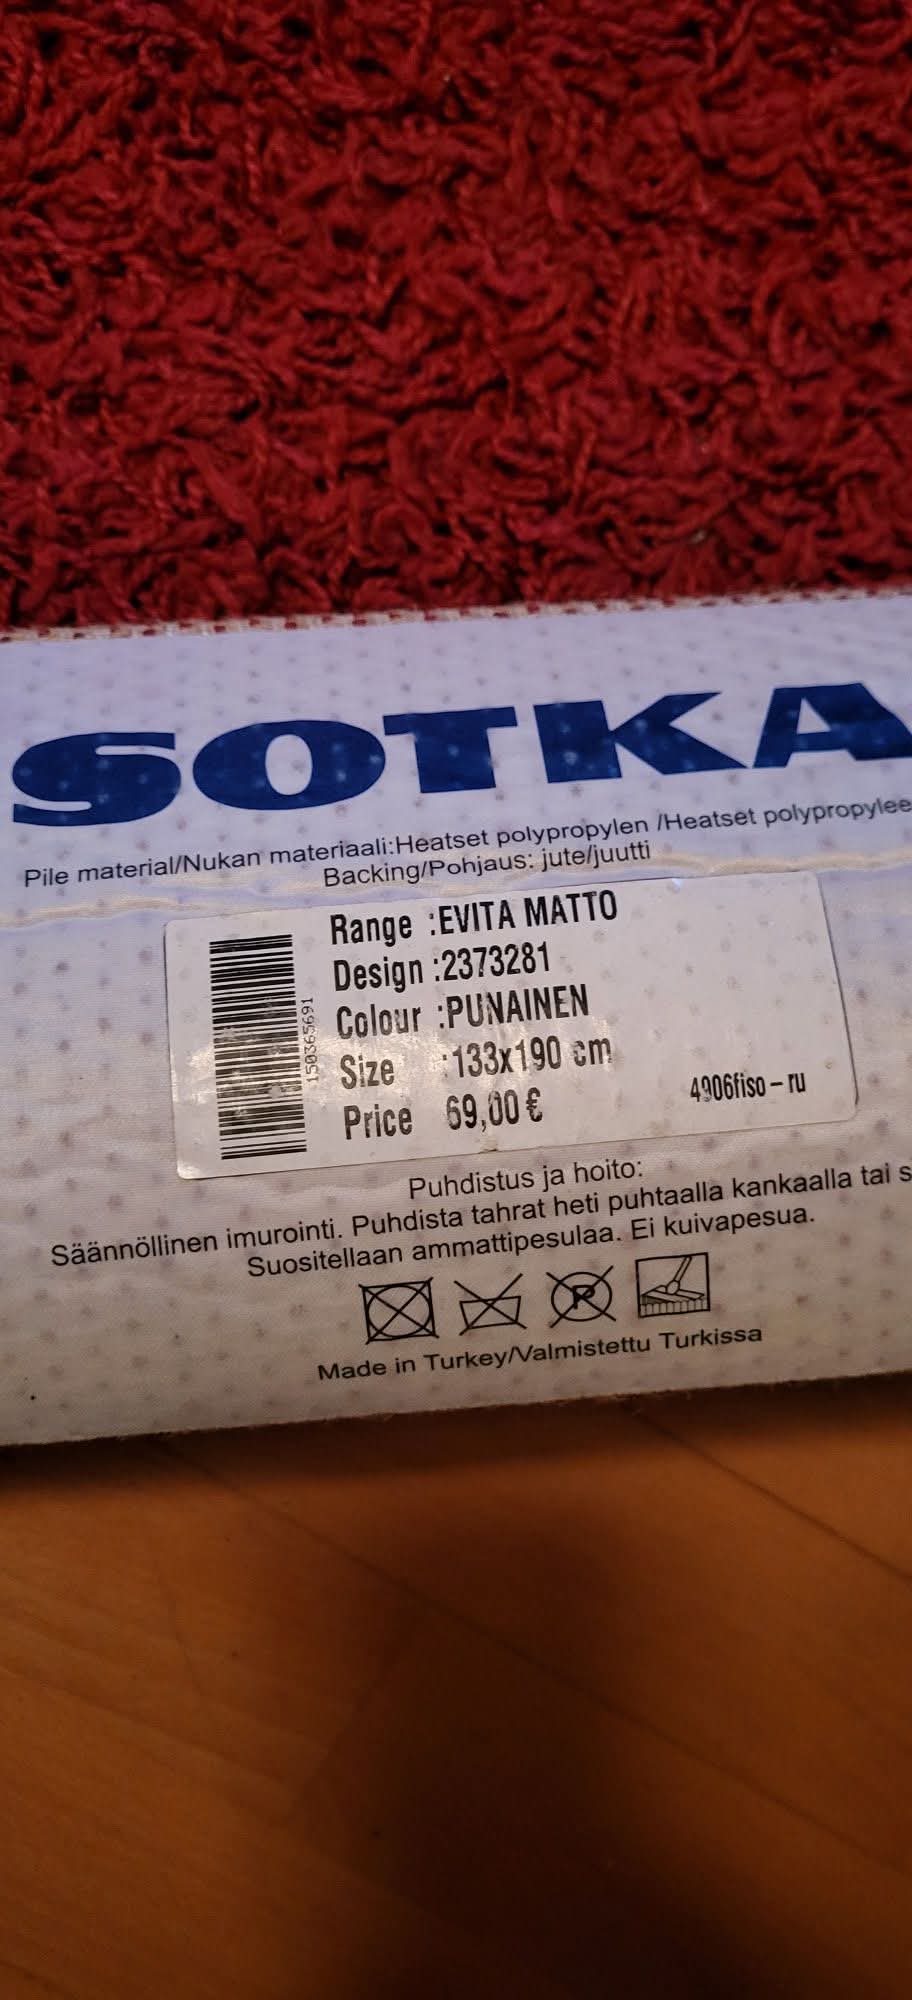 SOTKA
Pile material/Nukan materiaali:Heatset polypropylen /Heatset polypropylee
Backing/Pohjaus: jute/juutti
150365691
Range :EVITA MATTO
Design :2373281
Colour :PUNAINEN
Size :133x190 cm
Price 69,00 €
4906fiso-ru
Puhdistus ja hoito:
Säännöllinen imurointi. Puhdista tahrat heti puhtaalla kankaalla tai s
Suositellaan ammattipesulaa. Ei kuivapesua.
P
Made in Turkey/Valmistettu Turkissa